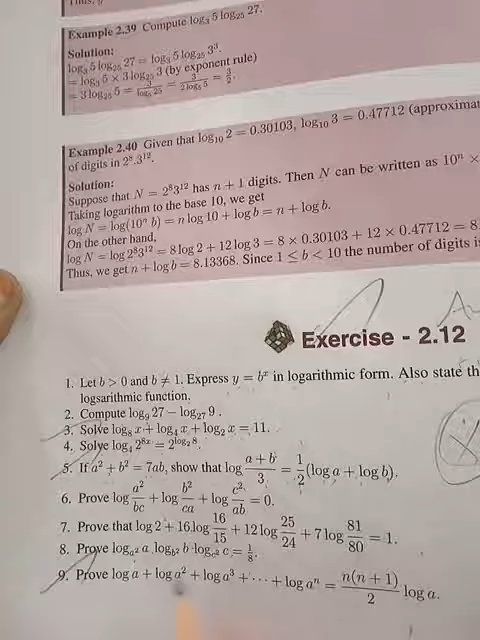 Example 2.39 Compute log₃ 5 log₂₅ 27.
Solution:
log₃ 5 log₂₅ 27 = log₃ 5 log₂₅ 3³.
= log₃ 5 × 3 log₂₅ 3 (by exponent rule)
= 3 log₂₅ 5 = 3/log₅ 25 = 3/2 log₅ 5 = 3/2.
Example 2.40 Given that log₁₀ 2 = 0.30103, log₁₀ 3 = 0.47712 (approximat
of digits in 2⁸.3¹².
Solution:
Suppose that N = 2⁸3¹² has n + 1 digits. Then N can be written as 10ⁿ ×
Taking logarithm to the base 10, we get
log N = log(10ⁿ b) = n log 10 + log b = n + log b.
On the other hand,
log N = log 2⁸3¹² = 8 log 2 + 12 log 3 = 8 × 0.30103 + 12 × 0.47712 = 8.
Thus, we get n + log b = 8.13368. Since 1 ≤ b < 10 the number of digits is
Exercise - 2.12
1. Let b > 0 and b ≠ 1. Express y = bˣ in logarithmic form. Also state th
logsarithmic function.
2. Compute log₉ 27 − log₂₇ 9.
3. Solve log₈ x + log₄ x + log₂ x = 11.
4. Solve log₄ 2⁸ˣ = 2^(log₂ 8).
5. If a² + b² = 7ab, show that log (a + b)/3 = 1/2 (log a + log b).
6. Prove log a²/bc + log b²/ca + log c²/ab = 0.
7. Prove that log 2 + 16 log 16/15 + 12 log 25/24 + 7 log 81/80 = 1.
8. Prove log_(a²) a log_(b²) b log_(c²) c = 1/8.
9. Prove log a + log a² + log a³ + ··· + log aⁿ = n(n + 1)/2 log a.